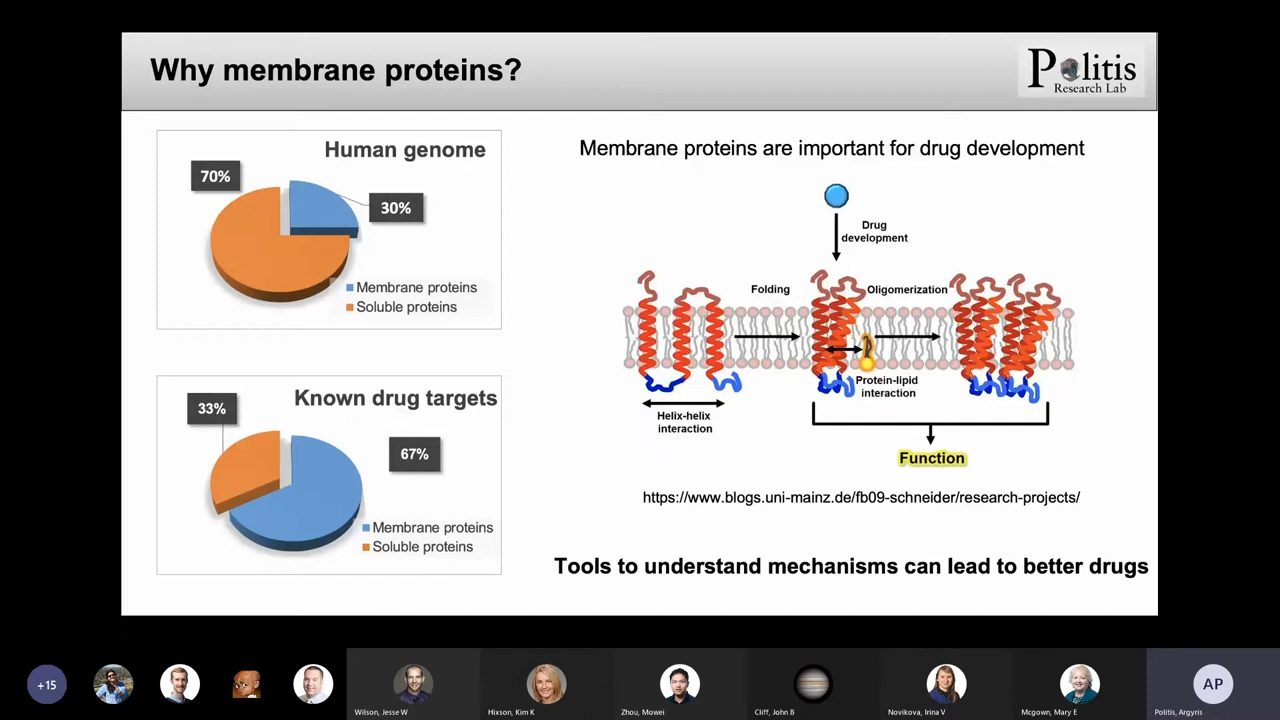 Why membrane proteins?
Politis
Research Lab
Human genome
70%
30%
Membrane proteins
Soluble proteins
Known drug targets
33%
67%
Membrane proteins
Soluble proteins
Membrane proteins are important for drug development
Drug
development
Folding
Oligomerization
Protein-lipid
interaction
Helix-helix
interaction
Function
https://www.blogs.uni-mainz.de/fb09-schneider/research-projects/
Tools to understand mechanisms can lead to better drugs
+15
Wilson, Jesse W
Hixson, Kim K
Zhou, Mowei
Cliff, John B
Novikova, Irina V
Mcgown, Mary E
AP
Politis, Argyris